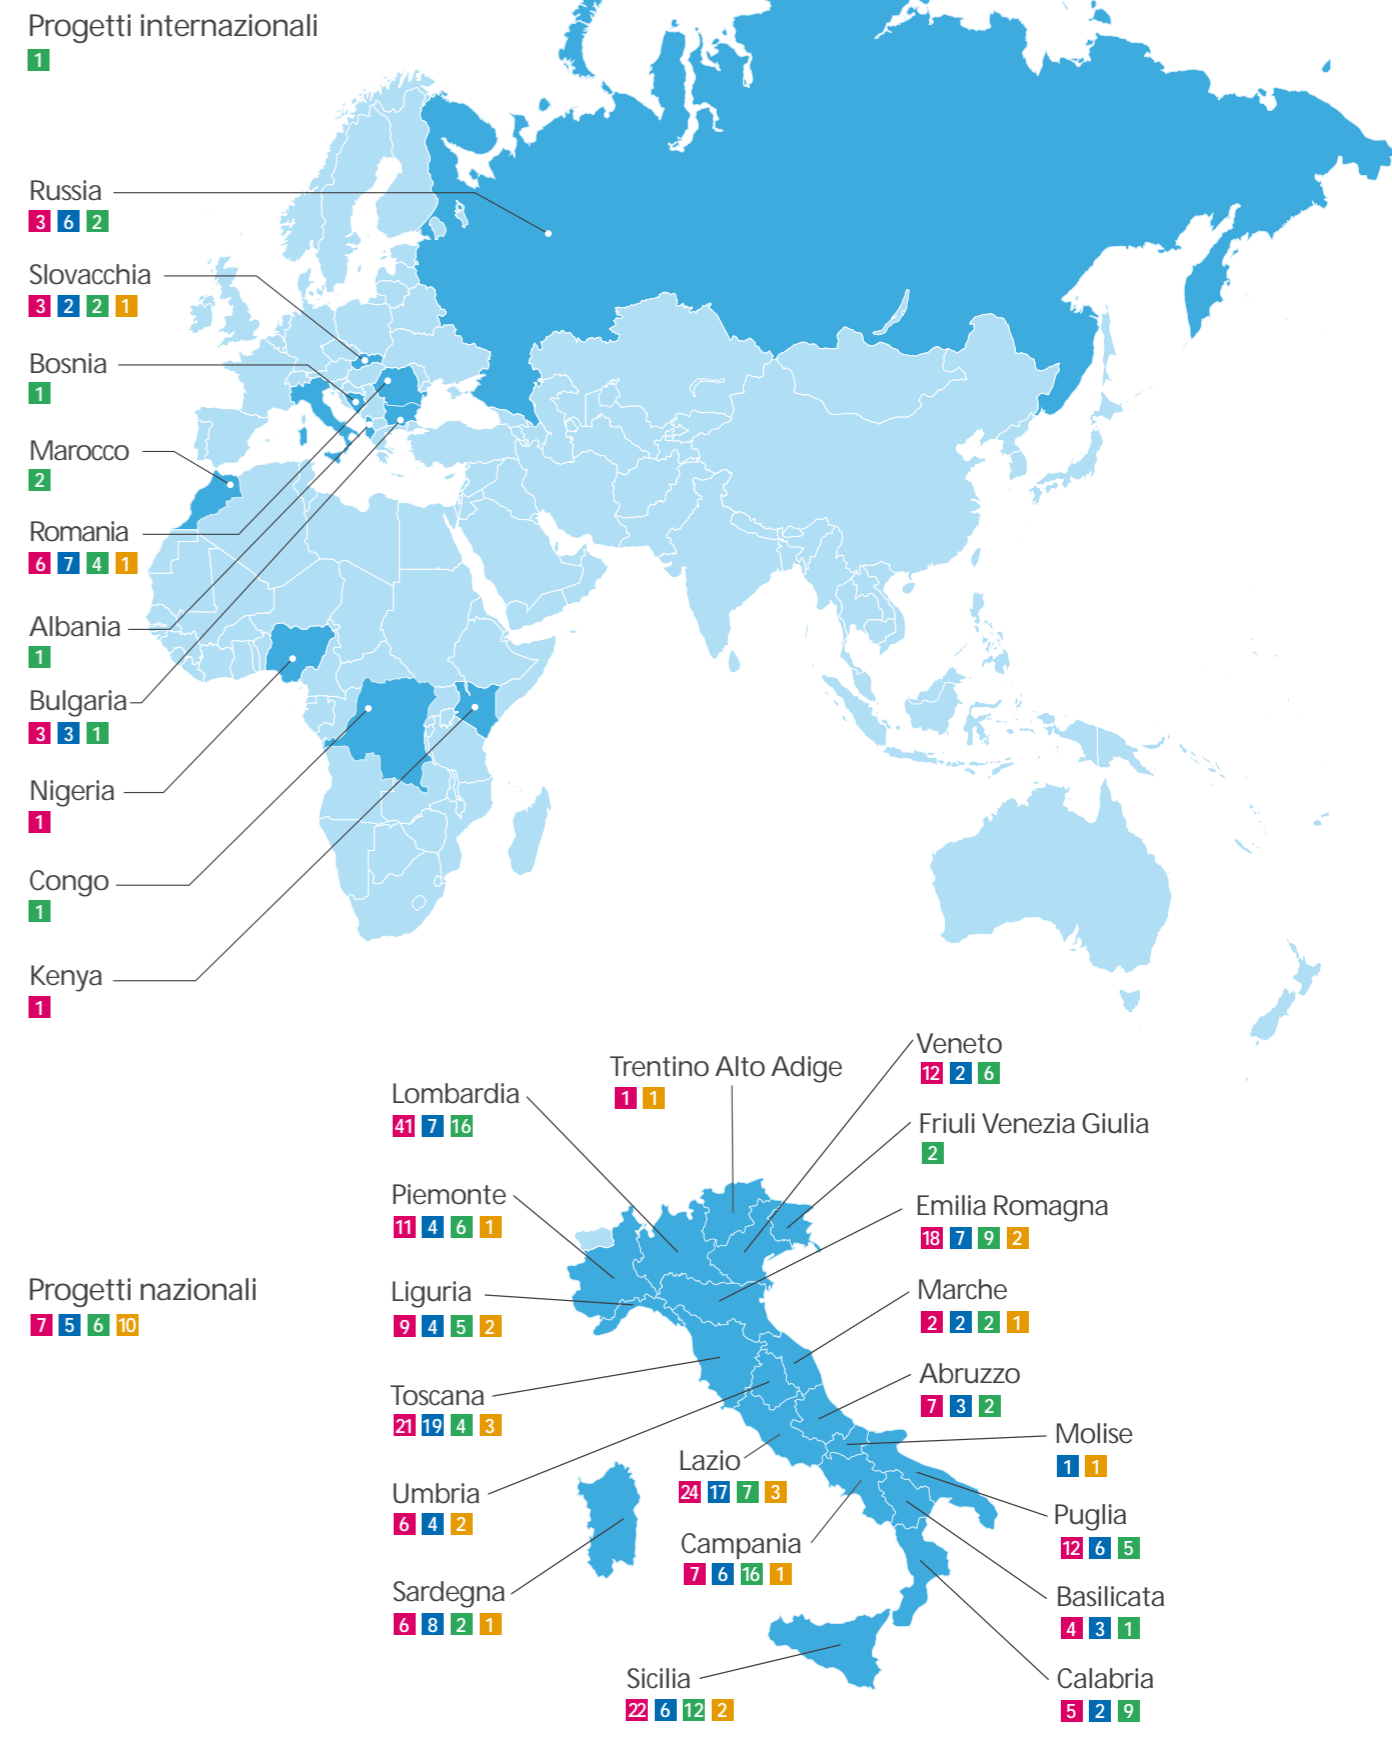 Progetti internazionali
1
Russia
3 6 2
Slovacchia
3 2 2 1
Bosnia
1
Marocco
2
Romania
6 7 4 1
Albania
1
Bulgaria
3 3 1
Nigeria
1
Congo
1
Kenya
1
Progetti nazionali
7 5 6 10
Lombardia
41 7 16
Piemonte
11 4 6 1
Liguria
9 4 5 2
Toscana
21 19 4 3
Umbria
6 4 2
Sardegna
6 8 2 1
Trentino Alto Adige
1 1
Lazio
24 17 7 3
Campania
7 6 16 1
Sicilia
22 6 12 2
Veneto
12 2 6
Friuli Venezia Giulia
2
Emilia Romagna
18 7 9 2
Marche
2 2 2 1
Abruzzo
7 3 2
Molise
1 1
Puglia
12 6 5
Basilicata
4 3 1
Calabria
5 2 9